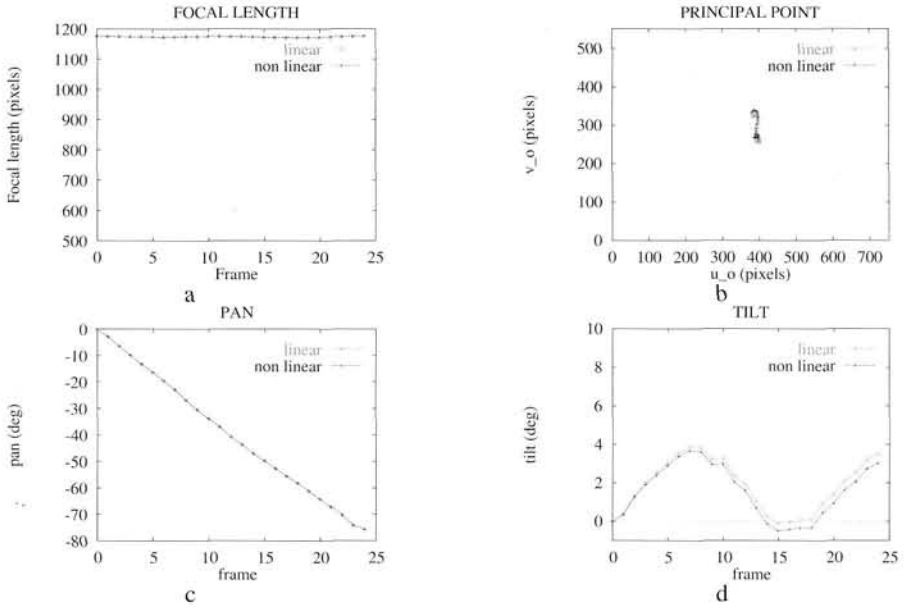 FOCAL LENGTH
1200
1100
1000
900
800
700
600
500
Focal length (pixels)
linear
non linear
0 5 10 15 20 25
Frame
a
PRINCIPAL POINT
500
400
300
200
100
0
v_o (pixels)
linear
non linear
0 100 200 300 400 500 600 700
u_o (pixels)
b
PAN
0
-10
-20
-30
-40
-50
-60
-70
-80
pan (deg)
linear
non linear
0 5 10 15 20 25
frame
c
TILT
10
8
6
4
2
0
tilt (deg)
linear
non linear
0 5 10 15 20 25
frame
d